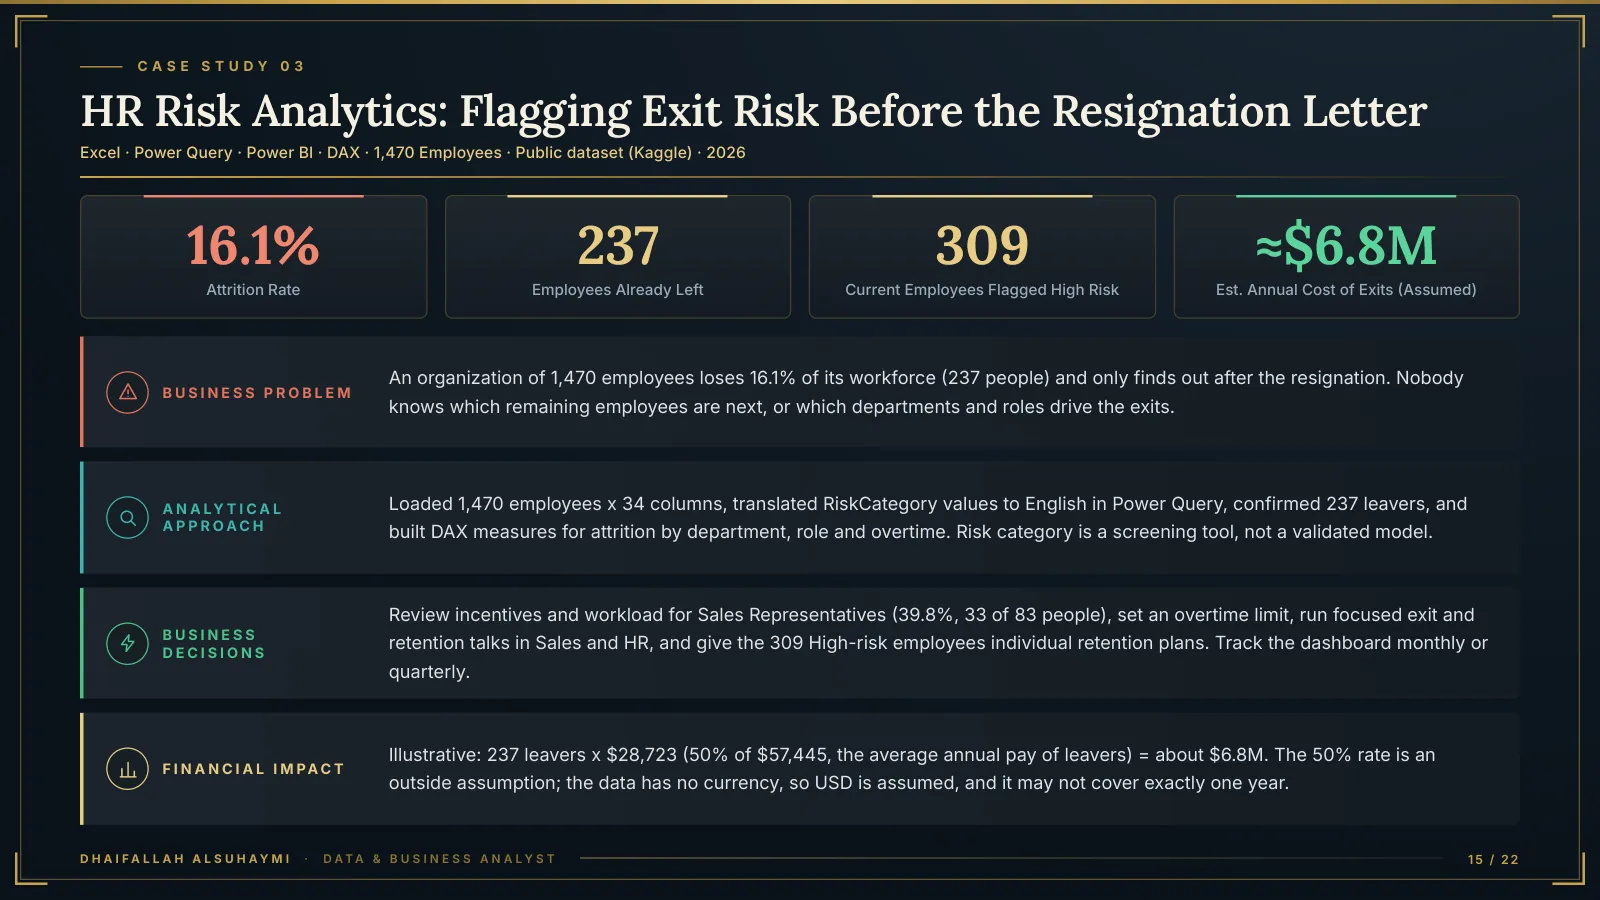 CASE STUDY 03
HR Risk Analytics: Flagging Exit Risk Before the Resignation Letter
Excel · Power Query · Power BI · DAX · 1,470 Employees · Public dataset (Kaggle) · 2026
16.1%
Attrition Rate
237
Employees Already Left
309
Current Employees Flagged High Risk
≈$6.8M
Est. Annual Cost of Exits (Assumed)
BUSINESS PROBLEM
An organization of 1,470 employees loses 16.1% of its workforce (237 people) and only finds out after the resignation. Nobody
knows which remaining employees are next, or which departments and roles drive the exits.
ANALYTICAL
APPROACH
Loaded 1,470 employees x 34 columns, translated RiskCategory values to English in Power Query, confirmed 237 leavers, and
built DAX measures for attrition by department, role and overtime. Risk category is a screening tool, not a validated model.
BUSINESS
DECISIONS
Review incentives and workload for Sales Representatives (39.8%, 33 of 83 people), set an overtime limit, run focused exit and
retention talks in Sales and HR, and give the 309 High-risk employees individual retention plans. Track the dashboard monthly or
quarterly.
FINANCIAL IMPACT
Illustrative: 237 leavers x $28,723 (50% of $57,445, the average annual pay of leavers) = about $6.8M. The 50% rate is an
outside assumption; the data has no currency, so USD is assumed, and it may not cover exactly one year.
DHAIFALLAH ALSUHAYMI · DATA & BUSINESS ANALYST
15 / 22